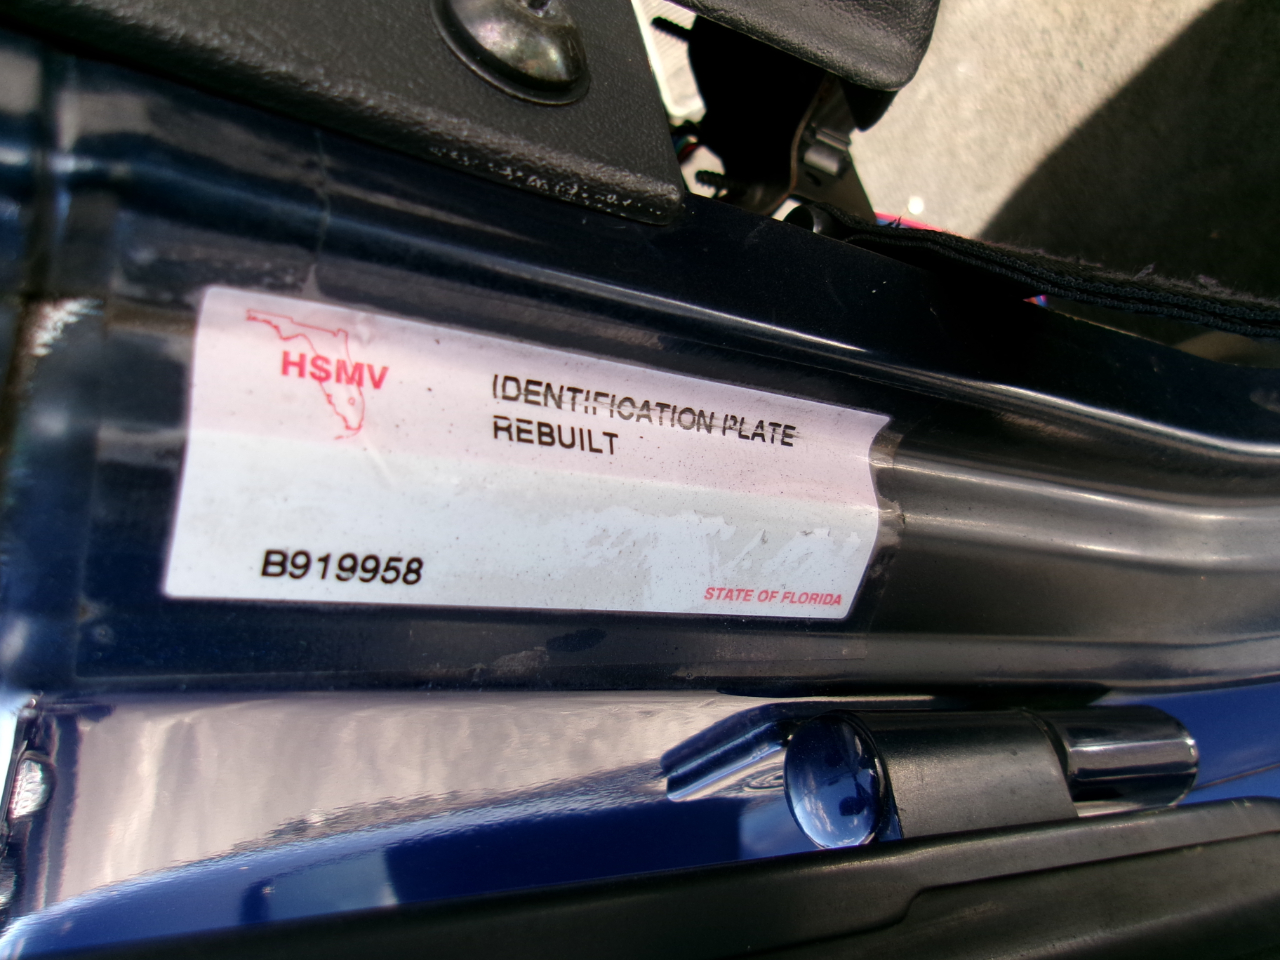 HSMV
IDENTIFICATION PLATE
REBUILT
B919958
STATE OF FLORIDA